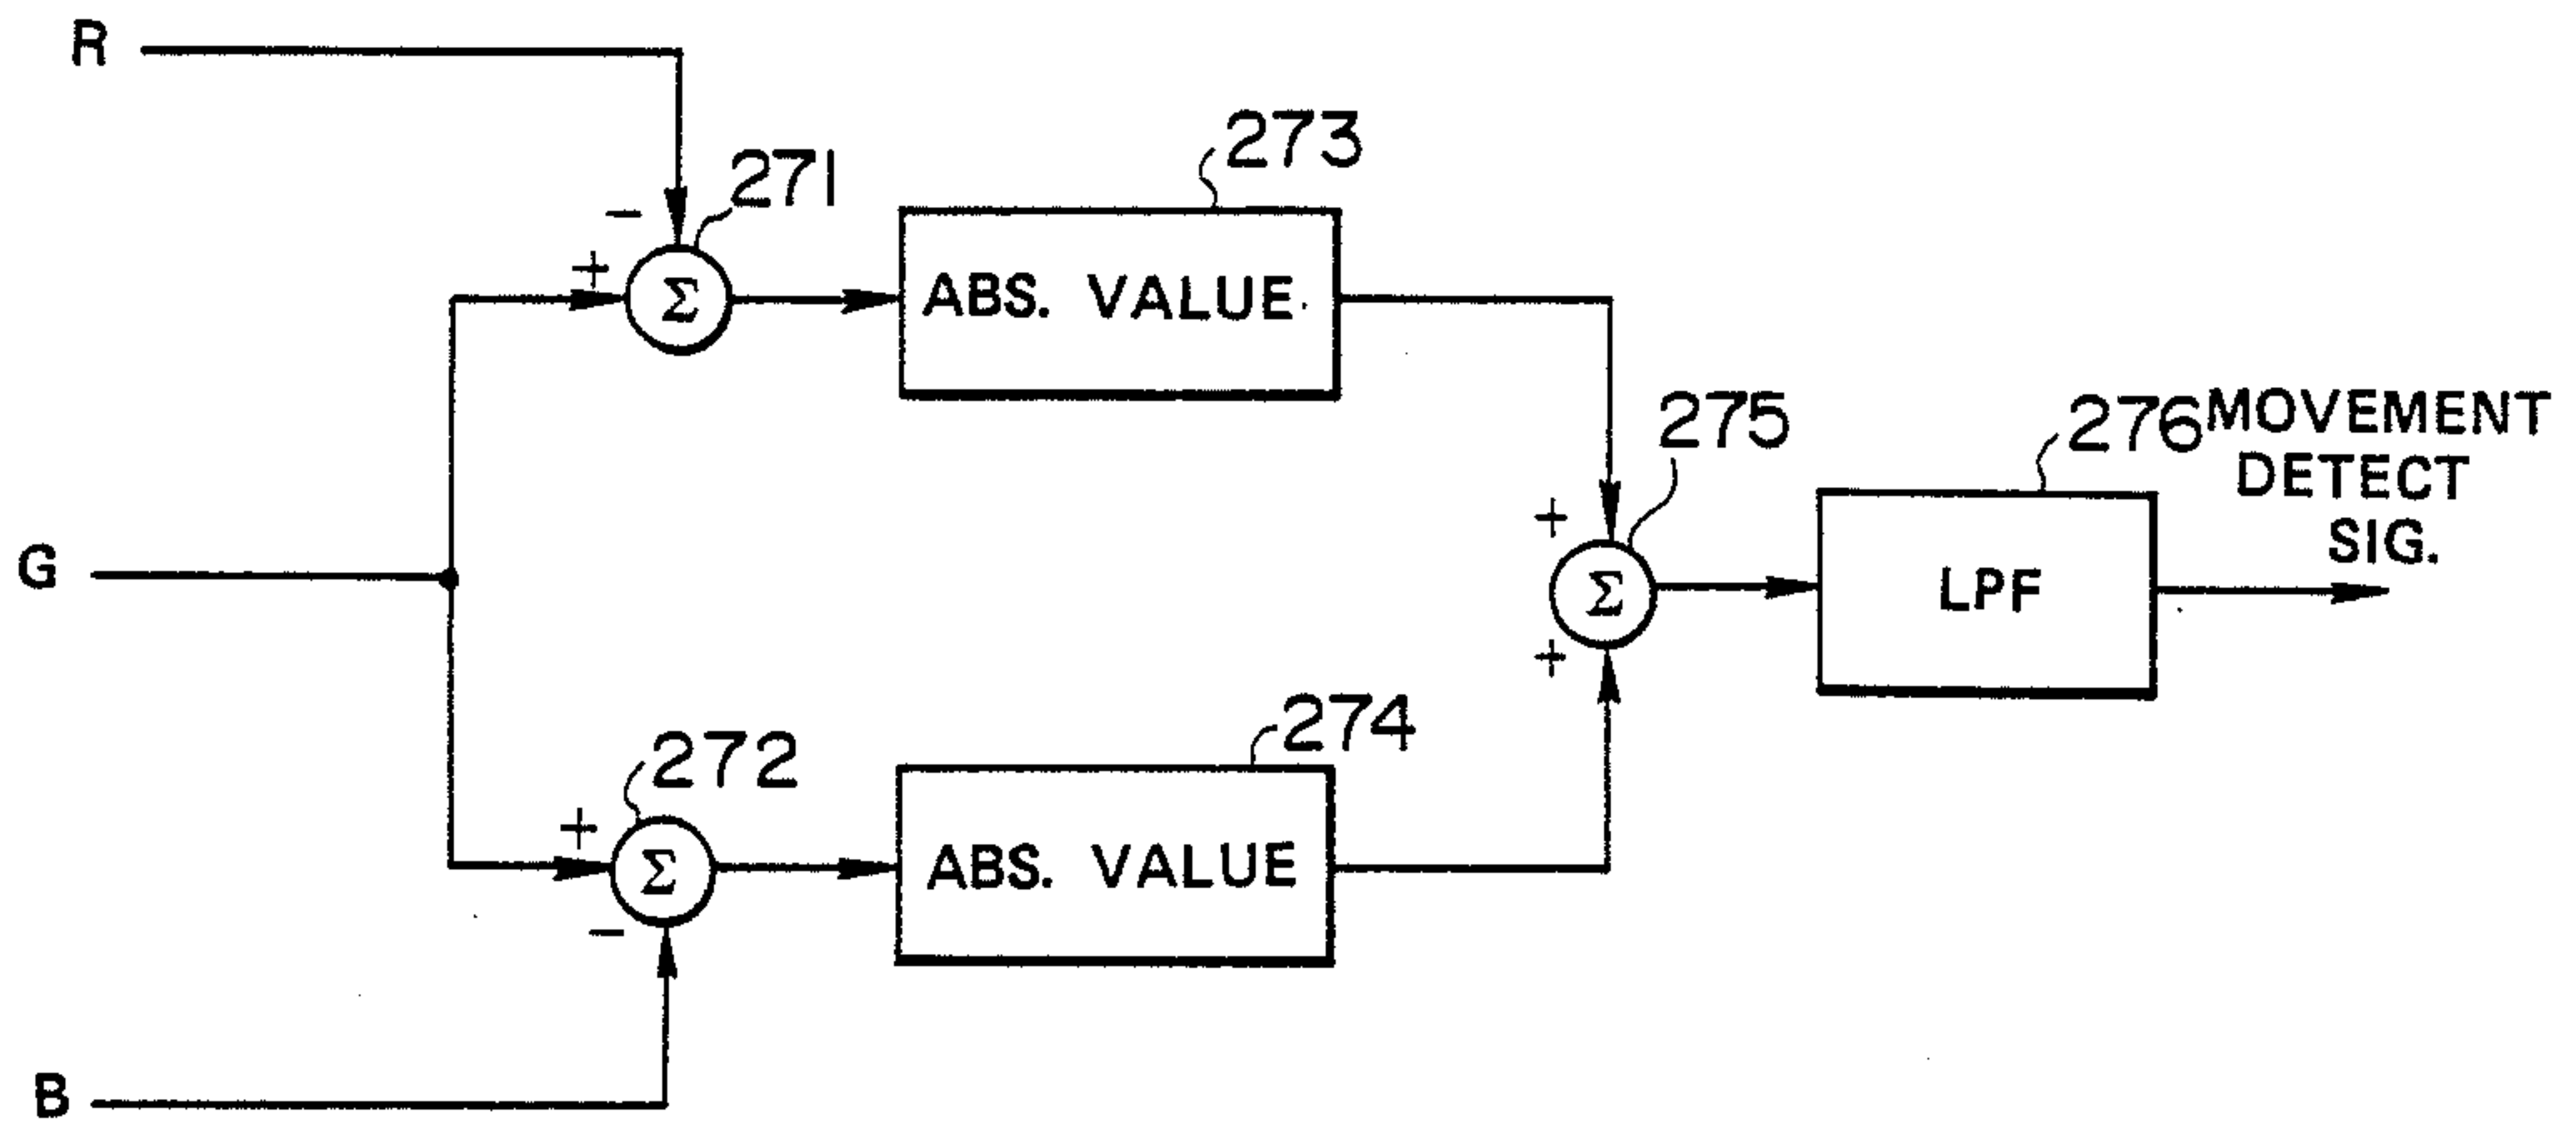 R
271
273
-
+
Σ
ABS. VALUE
275
276
MOVEMENT
DETECT
SIG.
G
+
Σ
+
LPF
272
274
+
Σ
-
ABS. VALUE
B